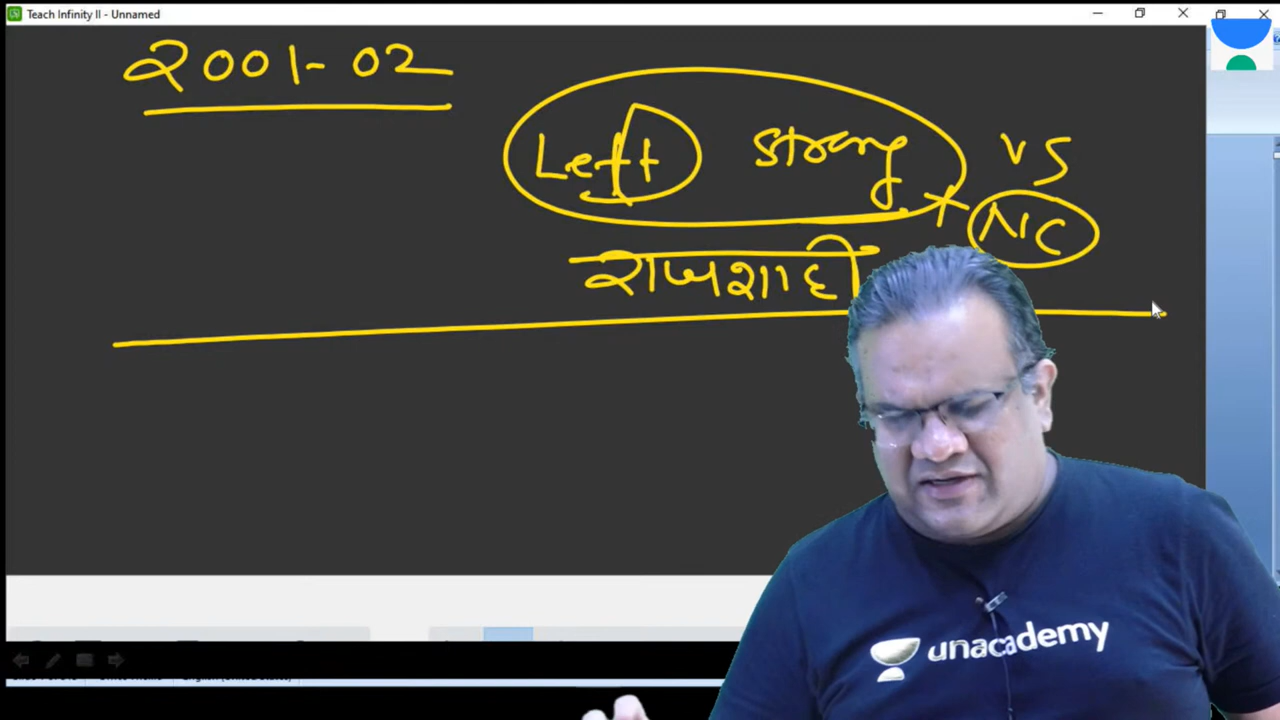 Teach Infinity II - Unnamed
2001-02
Left strong vs
NC
राजशाही
unacademy